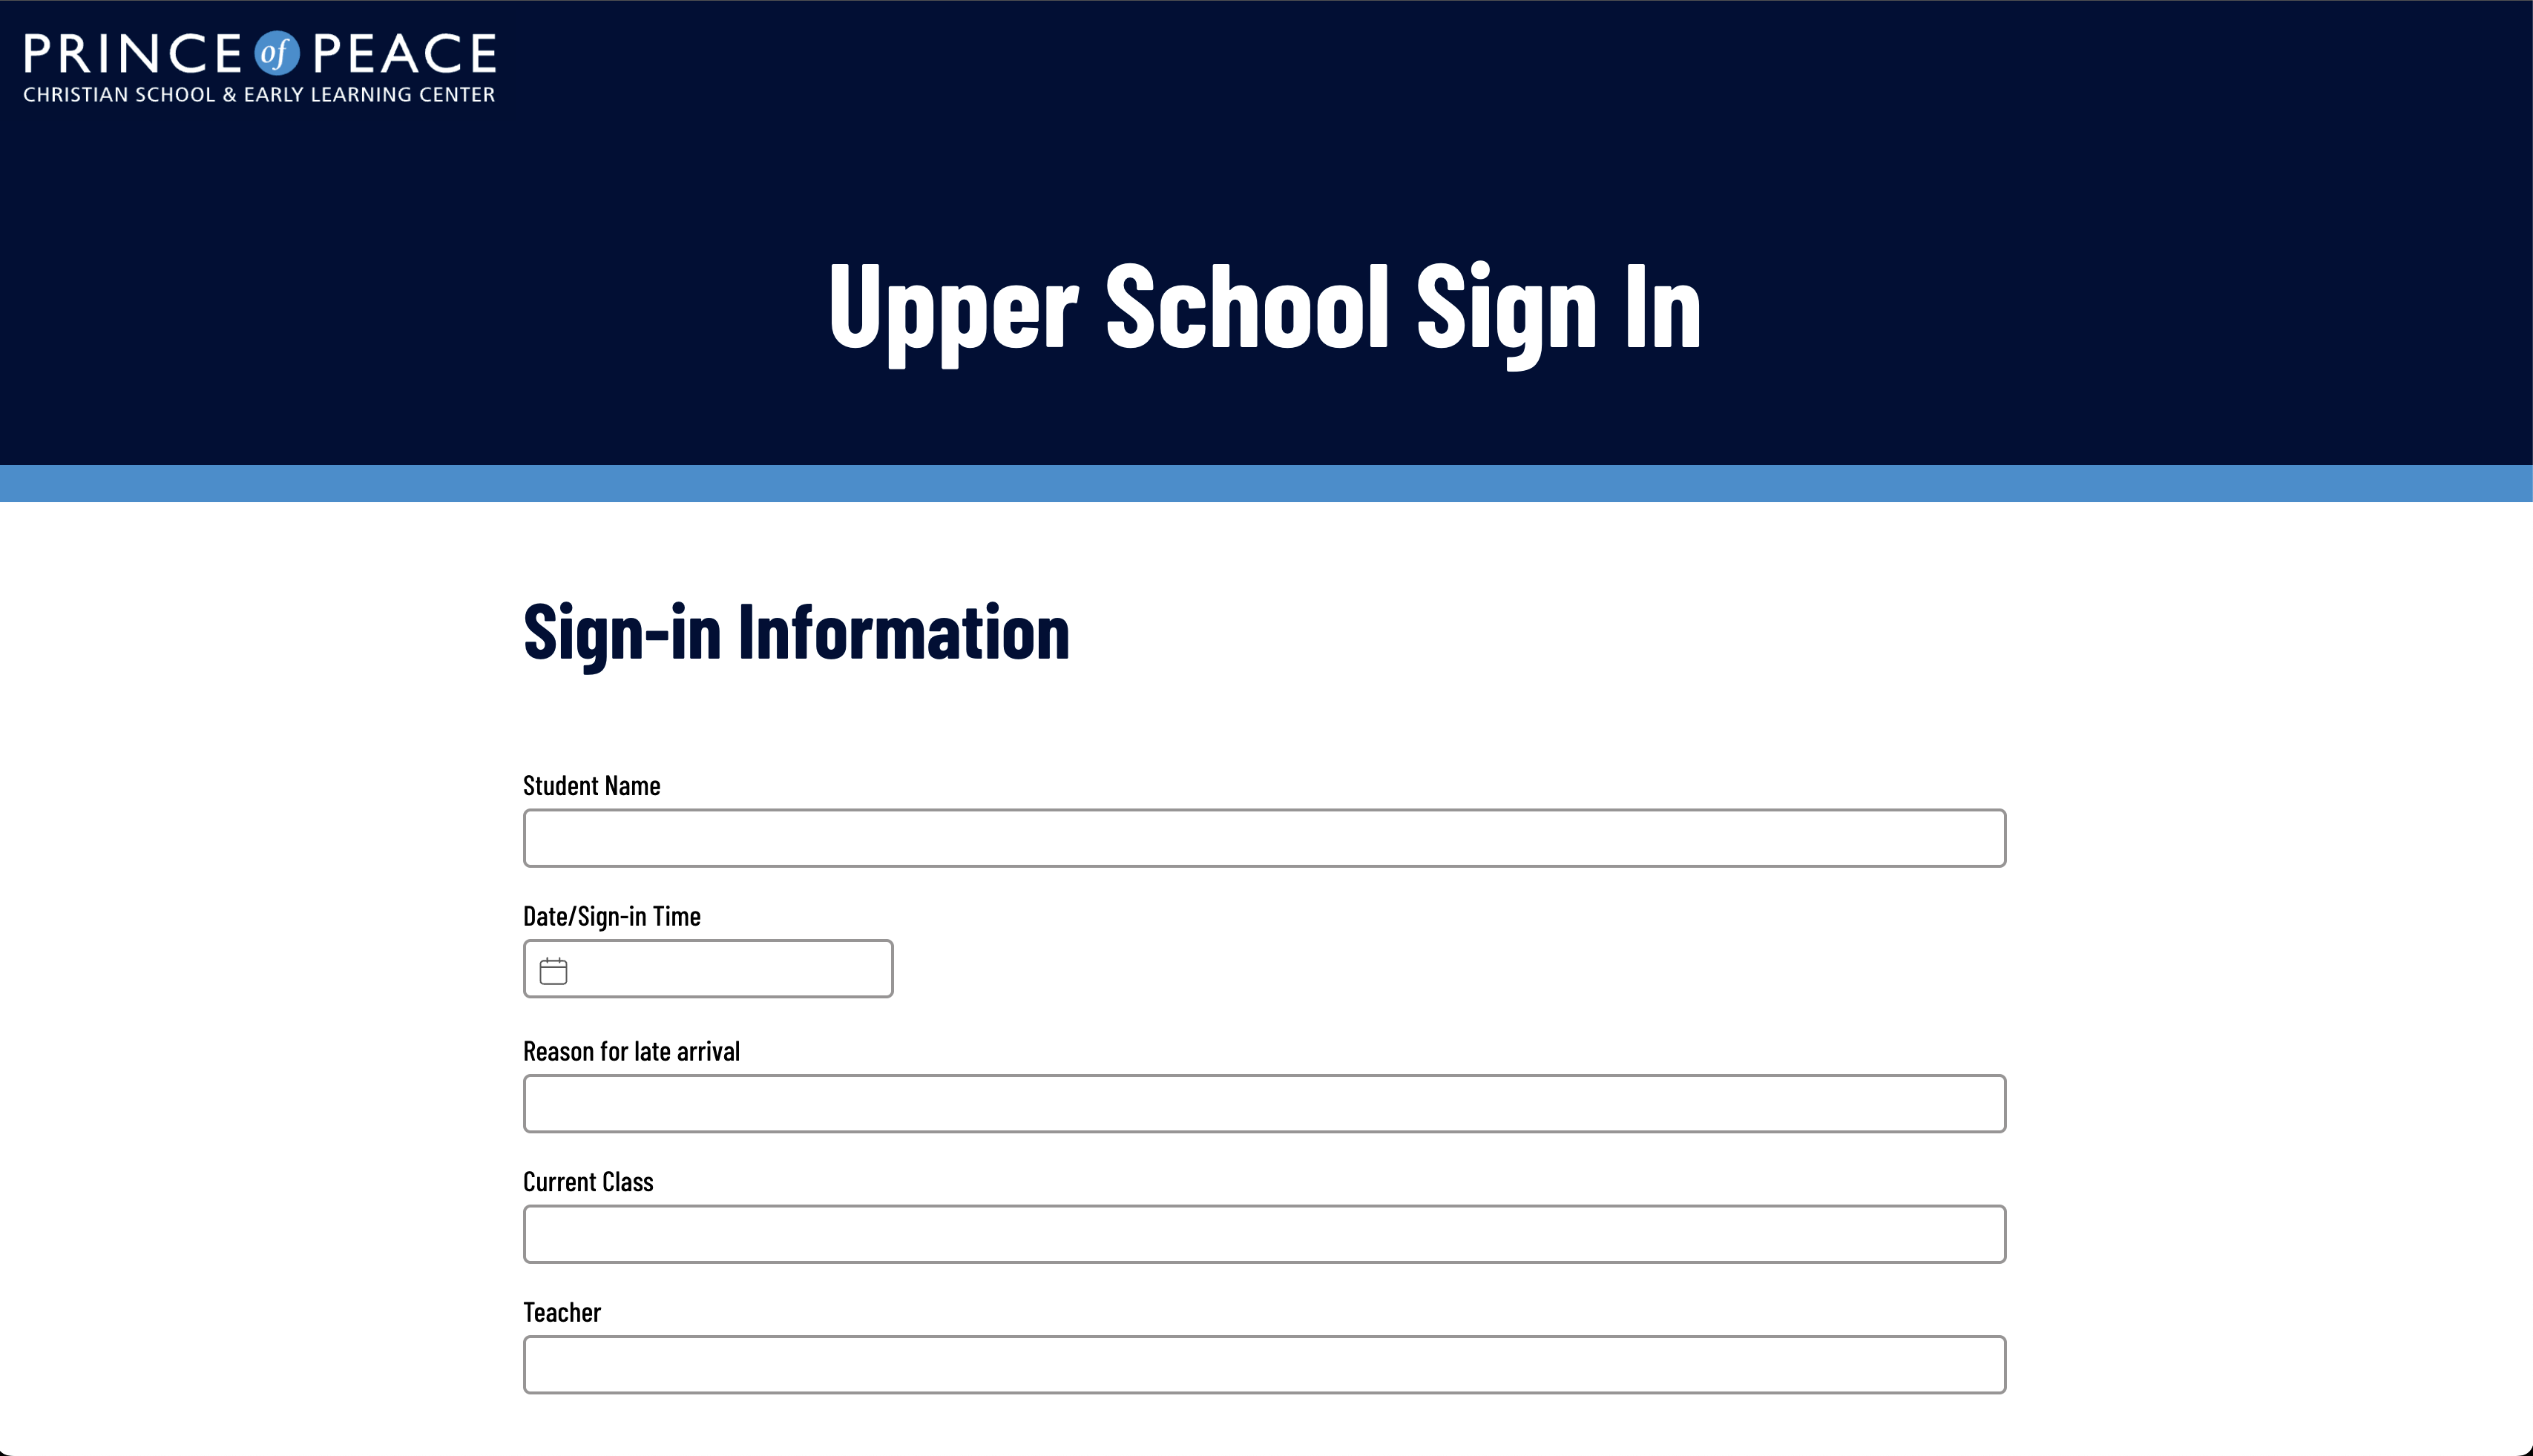 PRINCE of PEACE
CHRISTIAN SCHOOL & EARLY LEARNING CENTER
Upper School Sign In
Sign-in Information
Student Name
Date/Sign-in Time
Reason for late arrival
Current Class
Teacher